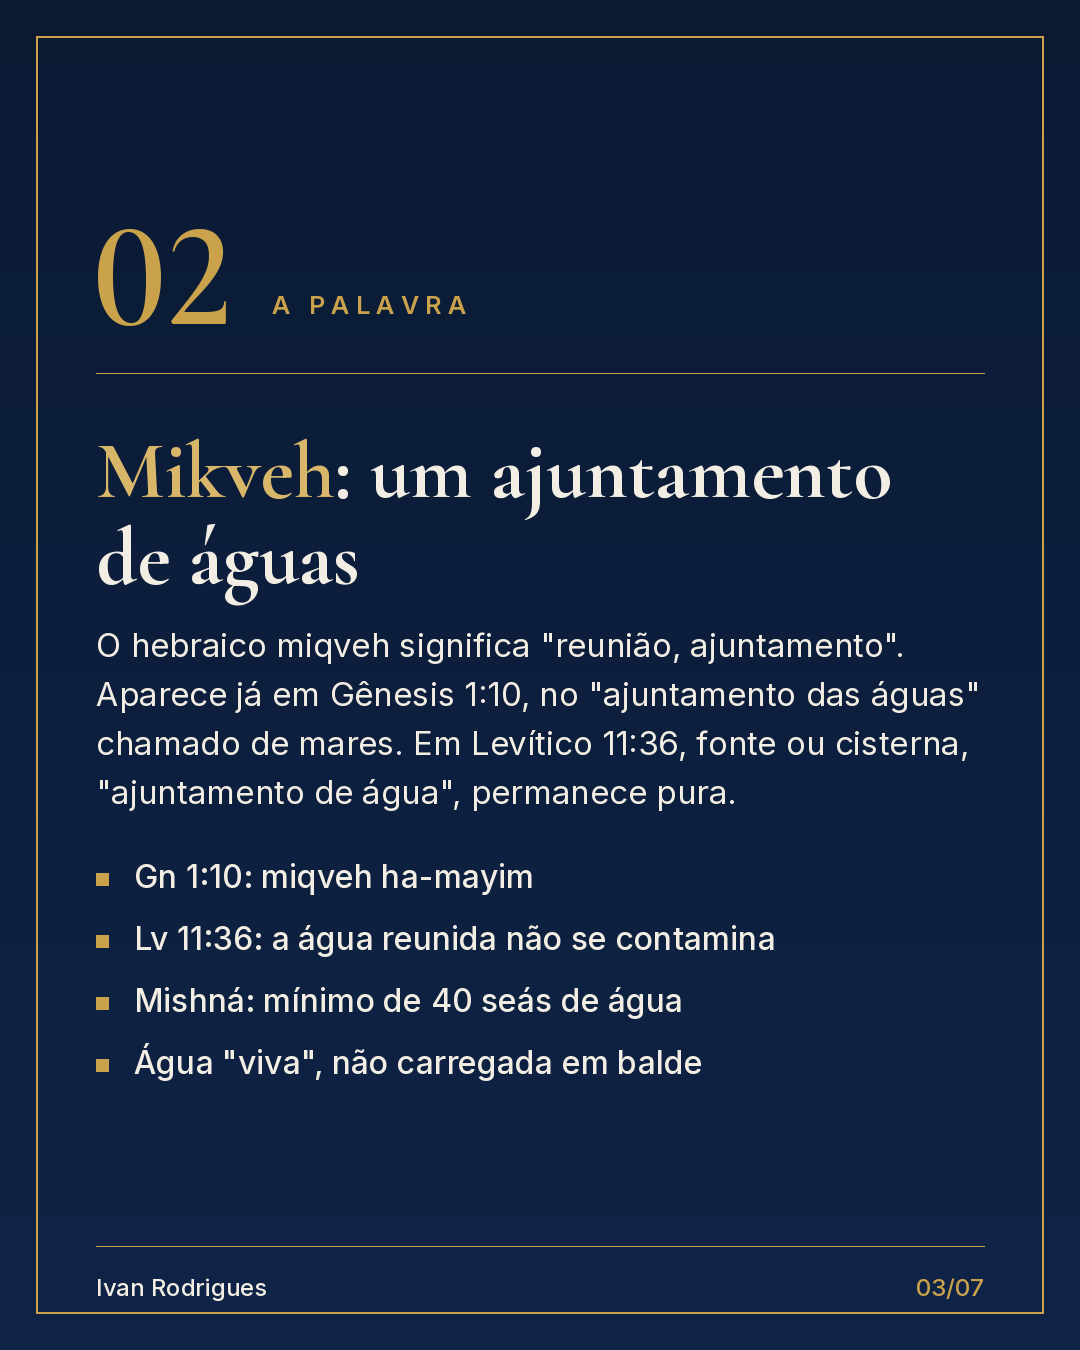 02
A PALAVRA
Mikveh: um ajuntamento
de águas
O hebraico miqveh significa "reunião, ajuntamento".
Aparece já em Gênesis 1:10, no "ajuntamento das águas"
chamado de mares. Em Levítico 11:36, fonte ou cisterna,
"ajuntamento de água", permanece pura.
Gn 1:10: miqveh ha-mayim
Lv 11:36: a água reunida não se contamina
Mishná: mínimo de 40 seás de água
Água "viva", não carregada em balde
Ivan Rodrigues
03/07